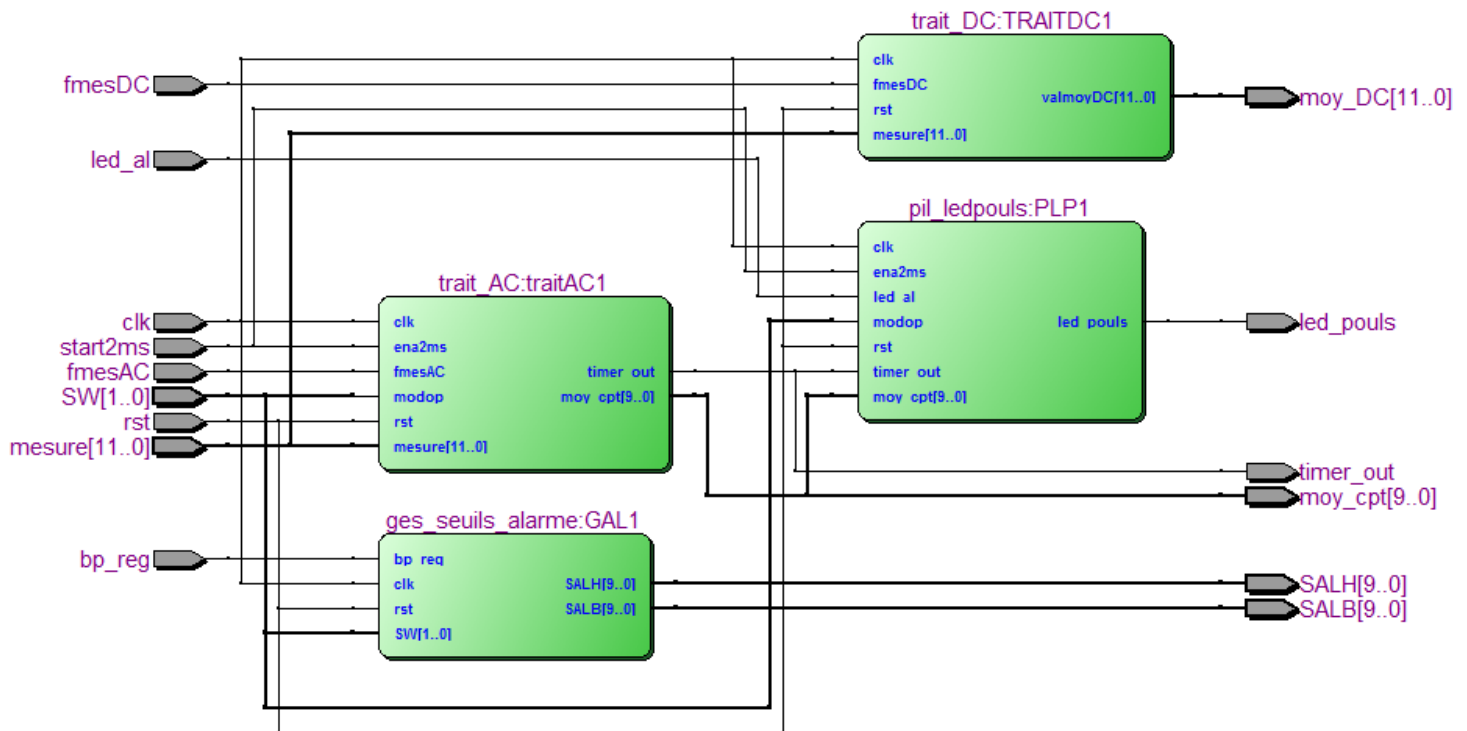 trait_DC:TRAITDC1
clk
fmesDC
rst
mesure[11..0]
valmoyDC[11..0]
fmesDC
led_al
moy_DC[11..0]
pil_ledpouls:PLP1
clk
ena2ms
led_al
modop
rst
timer_out
moy_cpt[9..0]
led_pouls
led_pouls
trait_AC:traitAC1
clk
ena2ms
fmesAC
modop
rst
mesure[11..0]
timer_out
moy_cpt[9..0]
clk
start2ms
fmesAC
SW[1..0]
rst
mesure[11..0]
timer_out
moy_cpt[9..0]
ges_seuils_alarme:GAL1
bp_reg
bp_reg
clk
rst
SW[1..0]
SALH[9..0]
SALB[9..0]
SALH[9..0]
SALB[9..0]